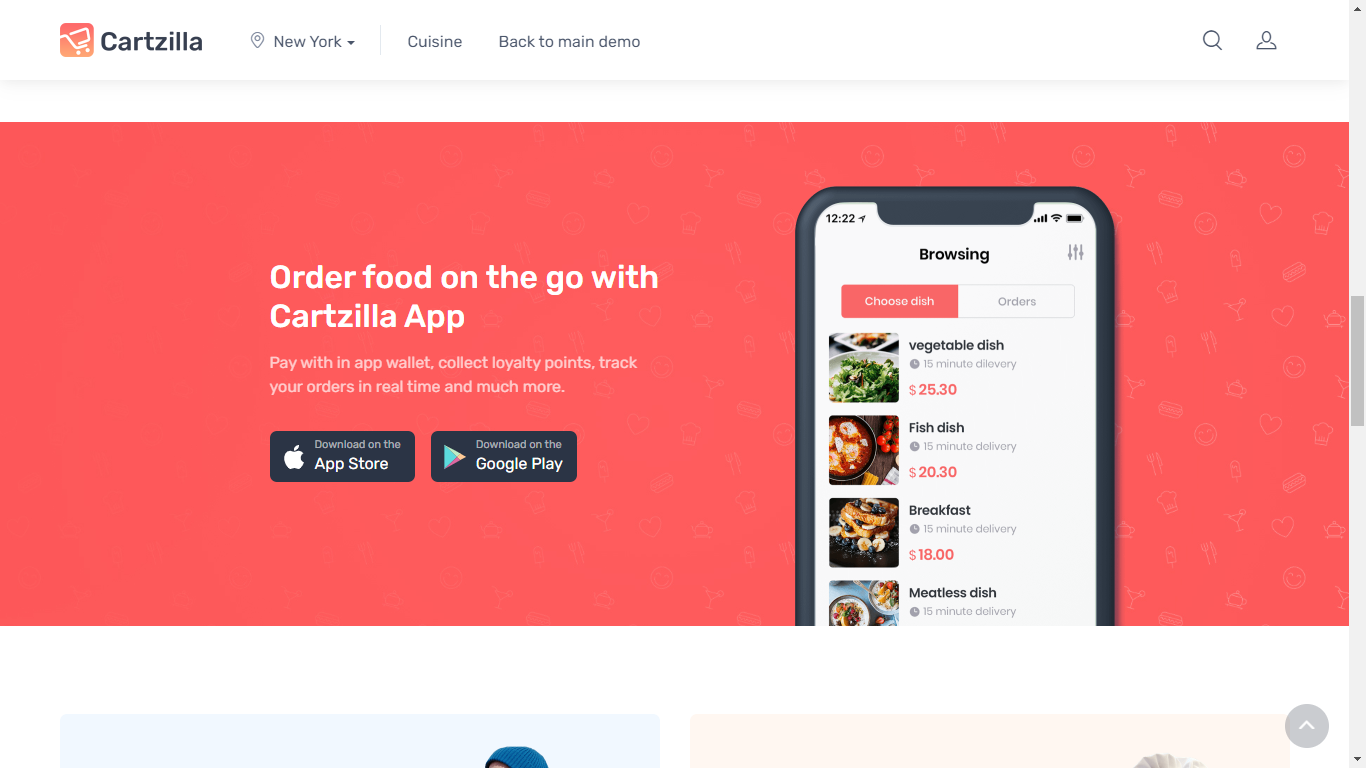 Cartzilla
New York
Cuisine
Back to main demo
Order food on the go with
Cartzilla App
Pay with in app wallet, collect loyalty points, track
your orders in real time and much more.
Download on the
App Store
Download on the
Google Play
12:22
Browsing
Choose dish
Orders
vegetable dish
15 minute dilevery
$25.30
Fish dish
15 minute delivery
$20.30
Breakfast
15 minute delivery
$18.00
Meatless dish
15 minute delivery